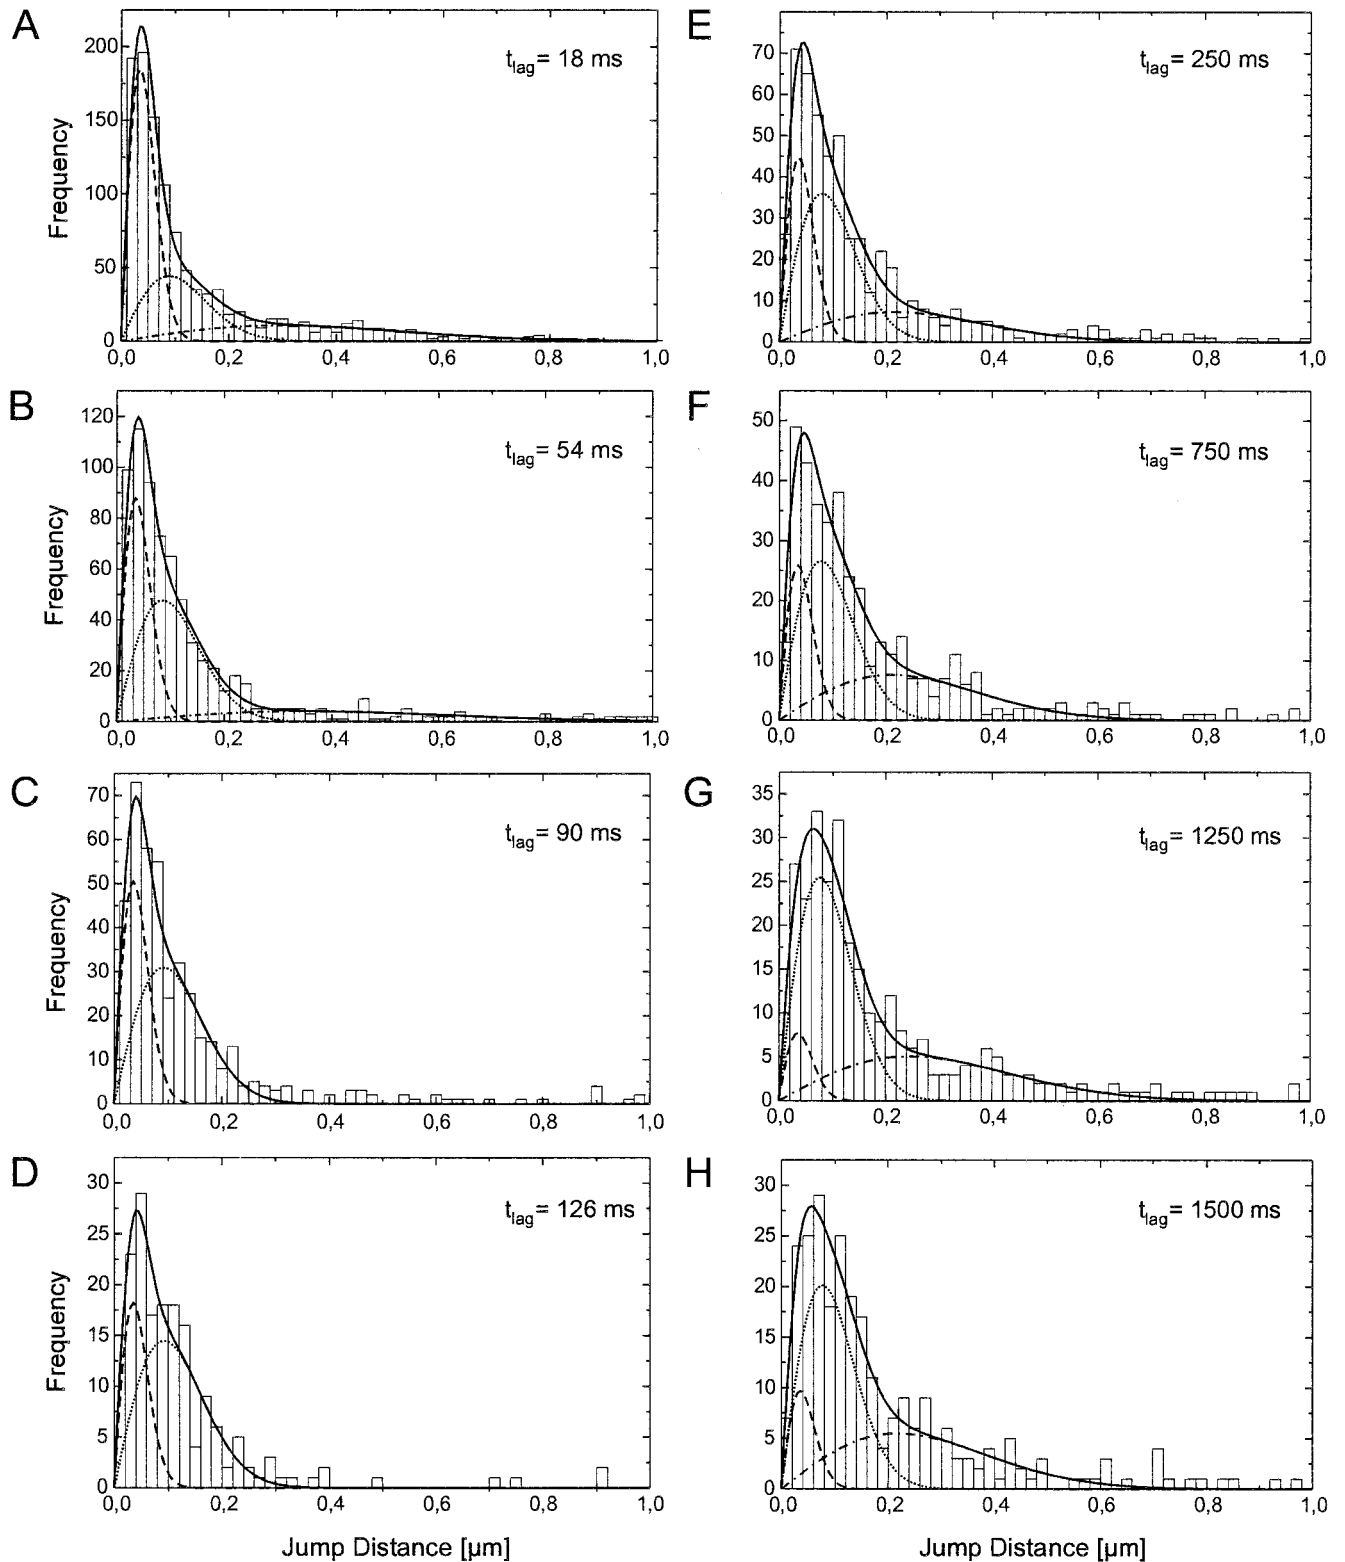 A
t_lag = 18 ms
Frequency
200
150
100
50
0
0,0 0,2 0,4 0,6 0,8 1,0
B
t_lag = 54 ms
Frequency
120
100
80
60
40
20
0
0,0 0,2 0,4 0,6 0,8 1,0
C
t_lag = 90 ms
Frequency
70
60
50
40
30
20
10
0
0,0 0,2 0,4 0,6 0,8 1,0
D
t_lag = 126 ms
Frequency
30
25
20
15
10
5
0
0,0 0,2 0,4 0,6 0,8 1,0
Jump Distance [µm]
E
t_lag = 250 ms
70
60
50
40
30
20
10
0
0,0 0,2 0,4 0,6 0,8 1,0
F
t_lag = 750 ms
50
40
30
20
10
0
0,0 0,2 0,4 0,6 0,8 1,0
G
t_lag = 1250 ms
35
30
25
20
15
10
5
0
0,0 0,2 0,4 0,6 0,8 1,0
H
t_lag = 1500 ms
30
25
20
15
10
5
0
0,0 0,2 0,4 0,6 0,8 1,0
Jump Distance [µm]